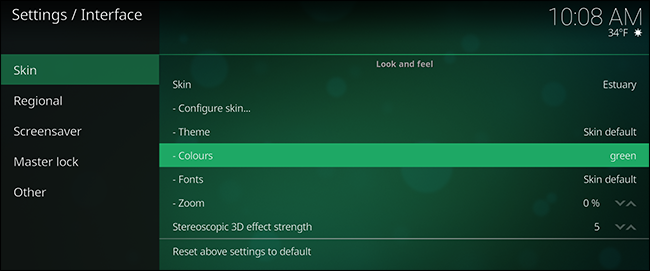 Settings / Interface
10:08 AM
34°F
Skin
Regional
Screensaver
Master lock
Other
Look and feel
Skin Estuary
- Configure skin...
- Theme Skin default
- Colours green
- Fonts Skin default
- Zoom 0 %
Stereoscopic 3D effect strength 5
Reset above settings to default